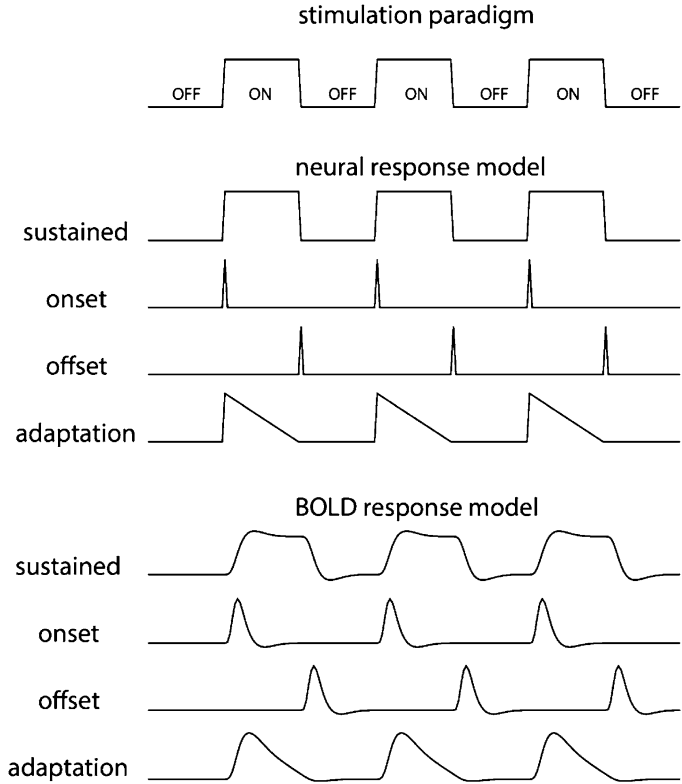 stimulation paradigm
OFF ON OFF ON OFF ON OFF
neural response model
sustained
onset
offset
adaptation
BOLD response model
sustained
onset
offset
adaptation